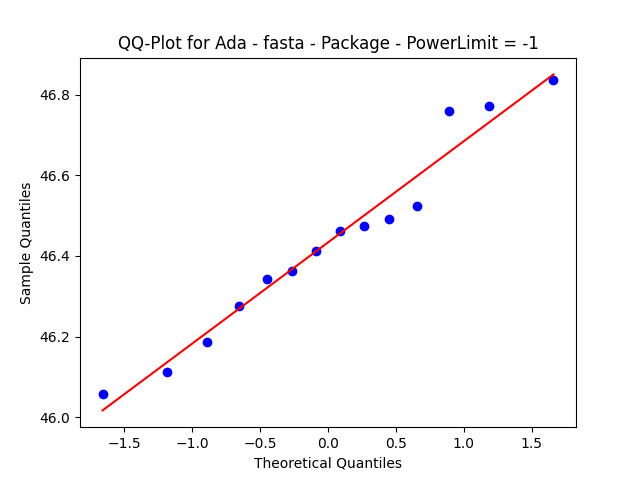 QQ-Plot for Ada - fasta - Package - PowerLimit = -1
46.8
46.6
46.4
46.2
46.0
Sample Quantiles
−1.5 −1.0 −0.5 0.0 0.5 1.0 1.5
Theoretical Quantiles